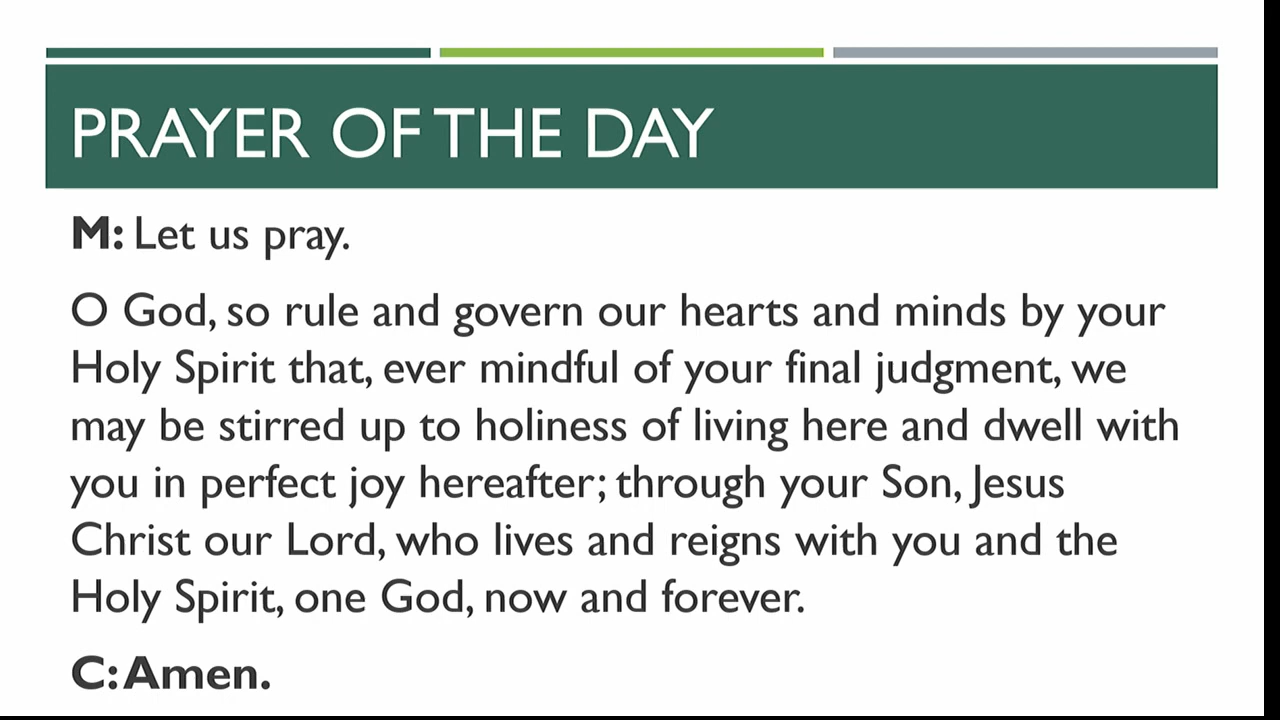 PRAYER OF THE DAY
M: Let us pray.
O God, so rule and govern our hearts and minds by your
Holy Spirit that, ever mindful of your final judgment, we
may be stirred up to holiness of living here and dwell with
you in perfect joy hereafter; through your Son, Jesus
Christ our Lord, who lives and reigns with you and the
Holy Spirit, one God, now and forever.
C: Amen.